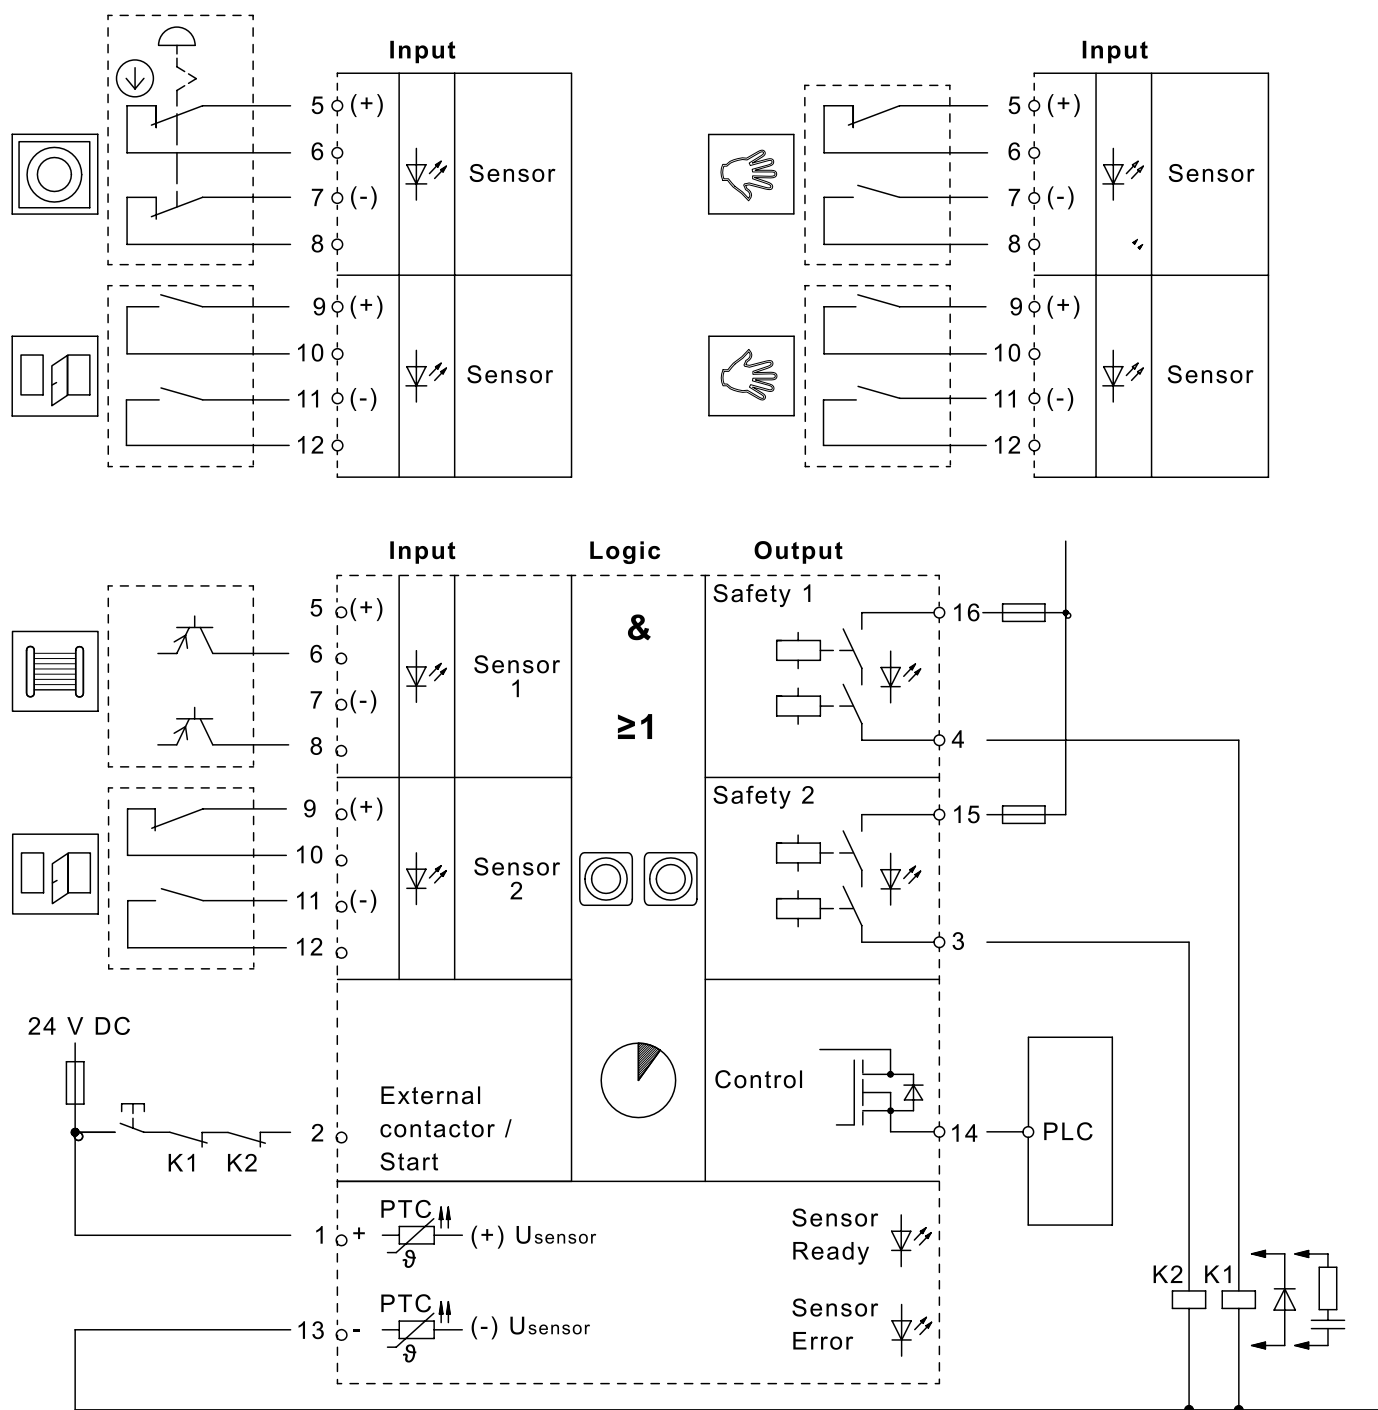 Input
5 (+)
6
7 (-)
8
Sensor
9 (+)
10
11 (-)
12
Sensor
Input
5 (+)
6
7 (-)
8
Sensor
9 (+)
10
11 (-)
12
Sensor
Input Logic Output
5 (+)
6
7 (-)
8
Sensor
1
&
≥1
Safety 1
16
4
9 (+)
10
11 (-)
12
Sensor
2
Safety 2
15
3
24 V DC
K1 K2
2
External
contactor /
Start
Control
14
PLC
1 +
PTC
ϑ
(+) Usensor
Sensor
Ready
13 -
PTC
ϑ
(-) Usensor
Sensor
Error
K2 K1